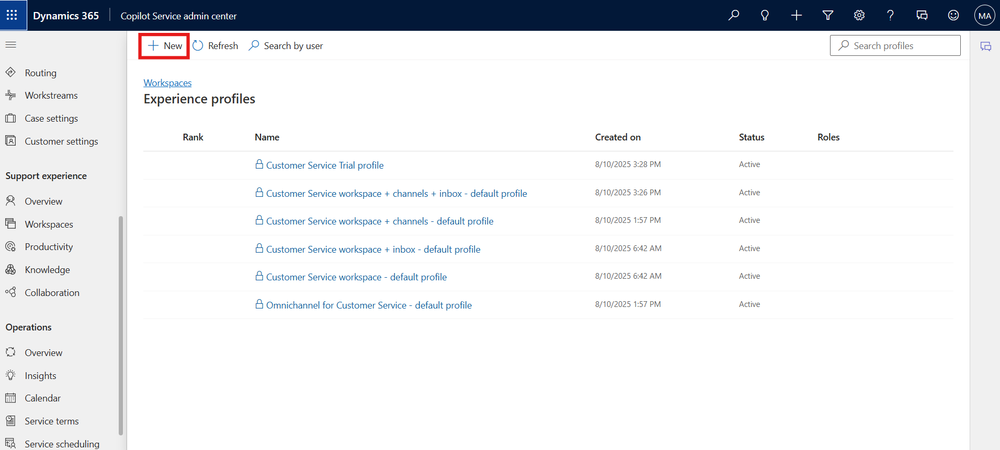 Dynamics 365
Copilot Service admin center
MA
New
Refresh
Search by user
Search profiles
Routing
Workstreams
Case settings
Customer settings
Support experience
Overview
Workspaces
Productivity
Knowledge
Collaboration
Operations
Overview
Insights
Calendar
Service terms
Service scheduling
Workspaces
Experience profiles
Rank Name Created on Status Roles
Customer Service Trial profile 8/10/2025 3:28 PM Active
Customer Service workspace + channels + inbox - default profile 8/10/2025 3:26 PM Active
Customer Service workspace + channels - default profile 8/10/2025 1:57 PM Active
Customer Service workspace + inbox - default profile 8/10/2025 6:42 AM Active
Customer Service workspace - default profile 8/10/2025 6:42 AM Active
Omnichannel for Customer Service - default profile 8/10/2025 1:57 PM Active